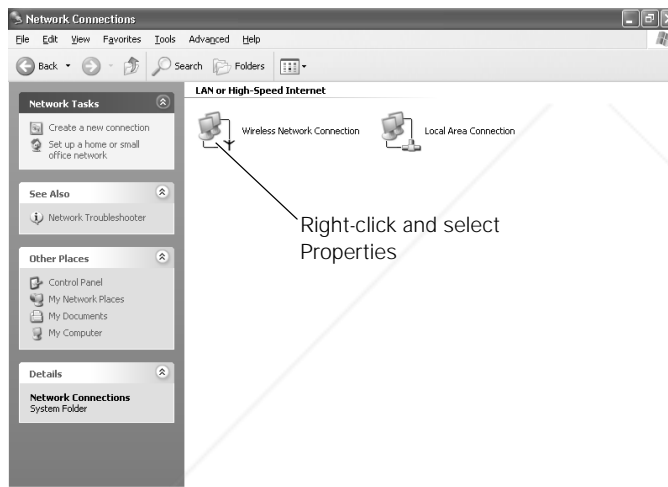 Network Connections
File Edit View Favorites Tools Advanced Help
Back Search Folders
Network Tasks
Create a new connection
Set up a home or small
office network
See Also
Network Troubleshooter
Other Places
Control Panel
My Network Places
My Documents
My Computer
Details
Network Connections
System Folder
LAN or High-Speed Internet
Wireless Network Connection
Local Area Connection
Right-click and select
Properties